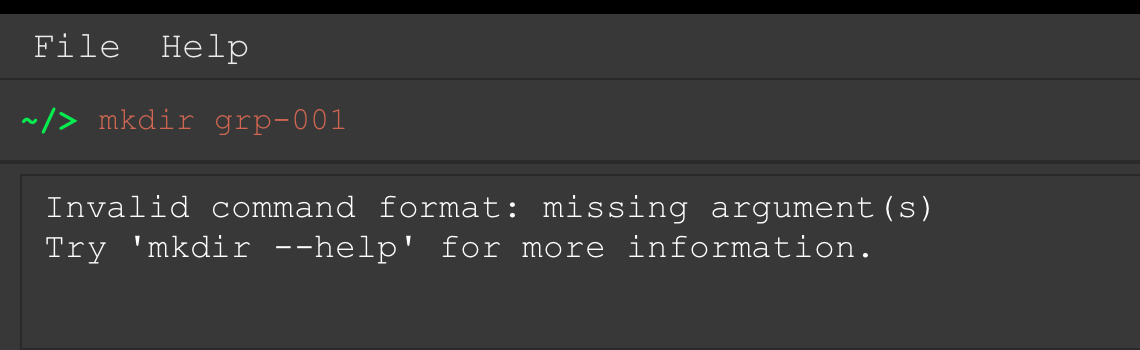 File Help
~/> mkdir grp-001
Invalid command format: missing argument(s)
Try 'mkdir --help' for more information.